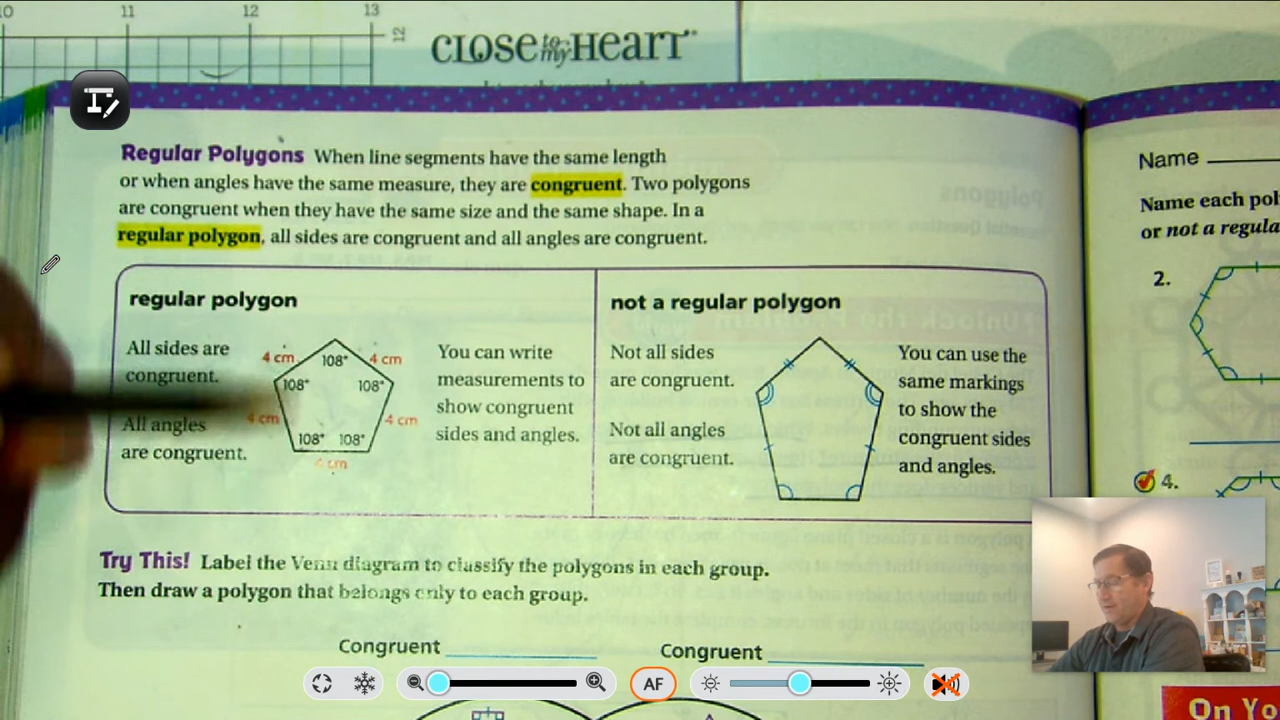 10 11 12 13
12
CLOSE to my HEART
Regular Polygons When line segments have the same length
or when angles have the same measure, they are congruent. Two polygons
are congruent when they have the same size and the same shape. In a
regular polygon, all sides are congruent and all angles are congruent.
regular polygon
All sides are
congruent.
All angles
are congruent.
4 cm
4 cm
108°
108°
108°
4 cm
4 cm
108°
108°
4 cm
You can write
measurements to
show congruent
sides and angles.
not a regular polygon
Not all sides
are congruent.
Not all angles
are congruent.
You can use the
same markings
to show the
congruent sides
and angles.
Try This! Label the Venn diagram to classify the polygons in each group.
Then draw a polygon that belongs only to each group.
Congruent
Congruent
Name
Name each pol
or not a regula
2.
4.
On Yo
AF